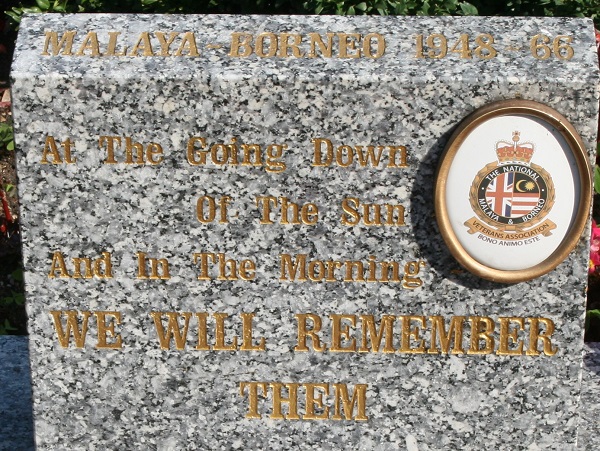 MALAYA - BORNEO 1948 - 66
At The Going Down
Of The Sun
And In The Morning
WE WILL REMEMBER
THEM
THE NATIONAL
MALAYA & BORNEO
VETERANS ASSOCIATION
BONO ANIMO ESTE